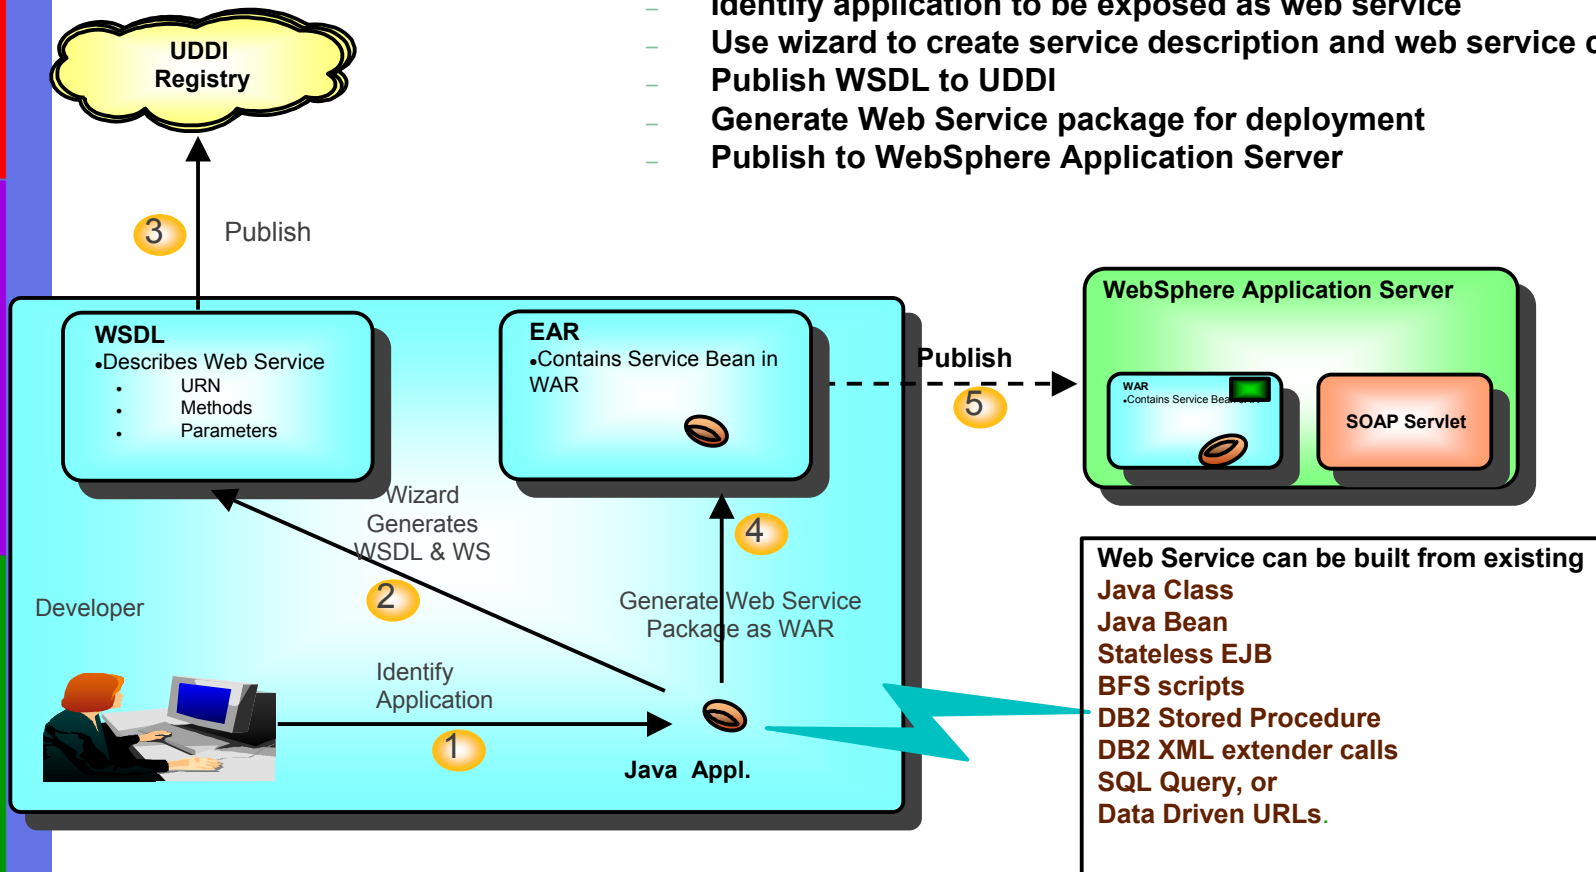 Identify application to be exposed as web service
Use wizard to create service description and web service
Publish WSDL to UDDI
Generate Web Service package for deployment
Publish to WebSphere Application Server
UDDI
Registry
3
Publish
WSDL
•Describes Web Service
• URN
• Methods
• Parameters
EAR
•Contains Service Bean in
WAR
Publish
5
WebSphere Application Server
WAR
•Contains Service
SOAP Servlet
Wizard
Generates
WSDL & WS
2
4
Generate Web Service
Package as WAR
Developer
Identify
Application
1
Java Appl.
Web Service can be built from existing
Java Class
Java Bean
Stateless EJB
BFS scripts
DB2 Stored Procedure
DB2 XML extender calls
SQL Query, or
Data Driven URLs.